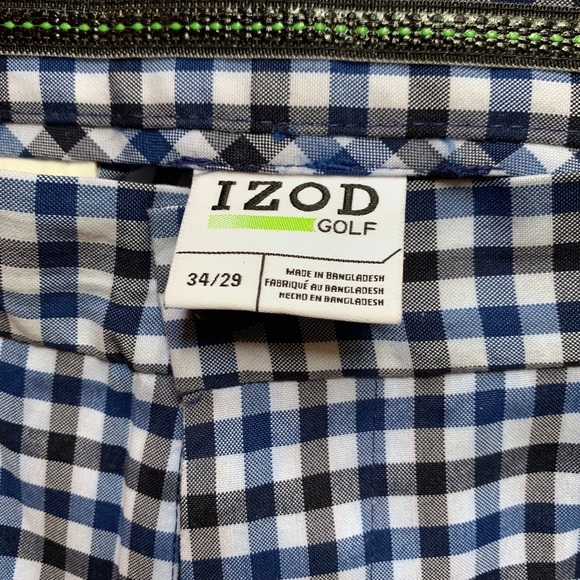 IZOD
GOLF
34/29
MADE IN BANGLADESH
FABRIQUÉ AU BANGLADESH
HECHO EN BANGLADESH